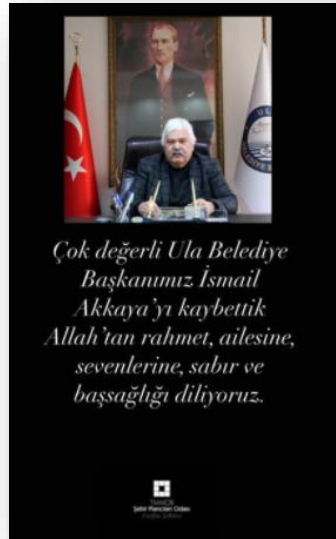 Çok değerli Ula Belediye
Başkanımız İsmail
Akkaya’yı kaybettik
Allah’tan rahmet, ailesine,
sevenlerine, sabır ve
başsağlığı diliyoruz.
TMMOB
Şehir Plancıları Odası